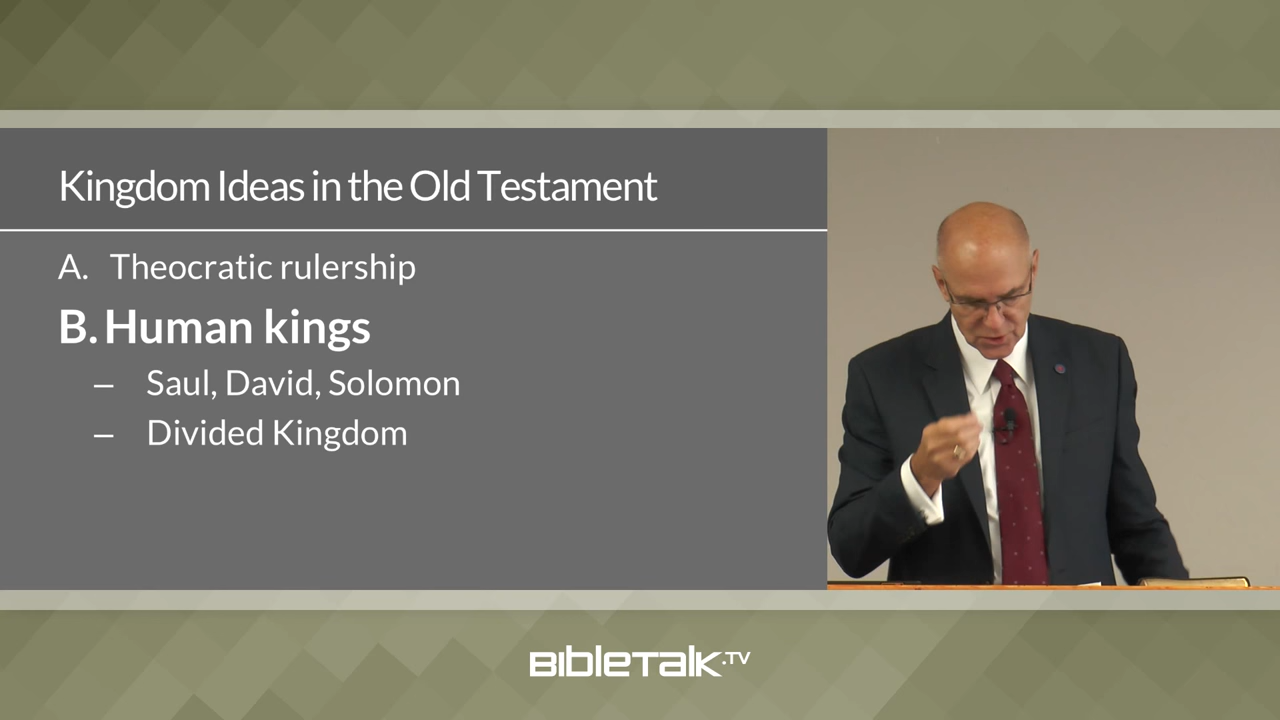 Kingdom Ideas in the Old Testament
A. Theocratic rulership
B. Human kings
– Saul, David, Solomon
– Divided Kingdom
BibleTalk.TV